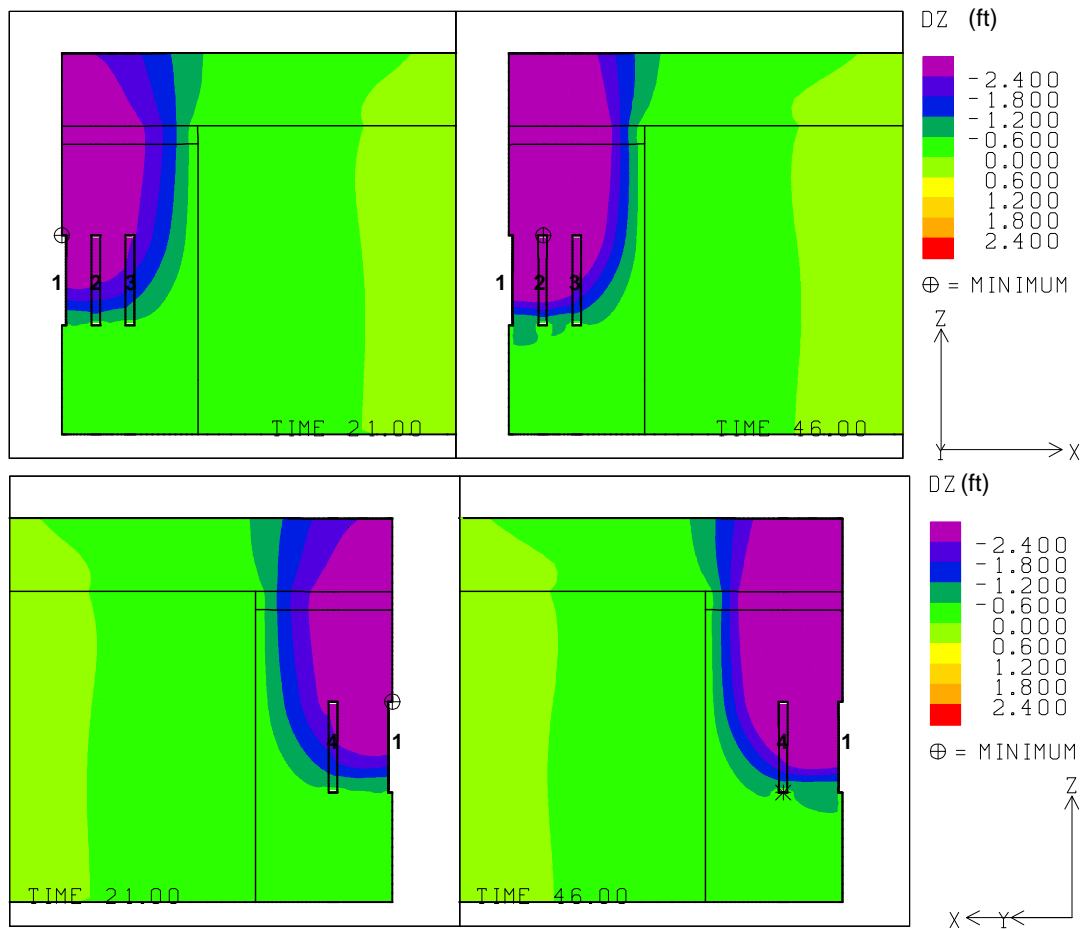 DZ (ft)
-2.400
-1.800
-1.200
-0.600
0.000
0.600
1.200
1.800
2.400
⊕ = MINIMUM
Z
Y X
1 2 3
1 2 3
TIME 21.00
TIME 46.00
DZ (ft)
-2.400
-1.800
-1.200
-0.600
0.000
0.600
1.200
1.800
2.400
⊕ = MINIMUM
Z
X Y
4 1
4 1
TIME 21.00
TIME 46.00